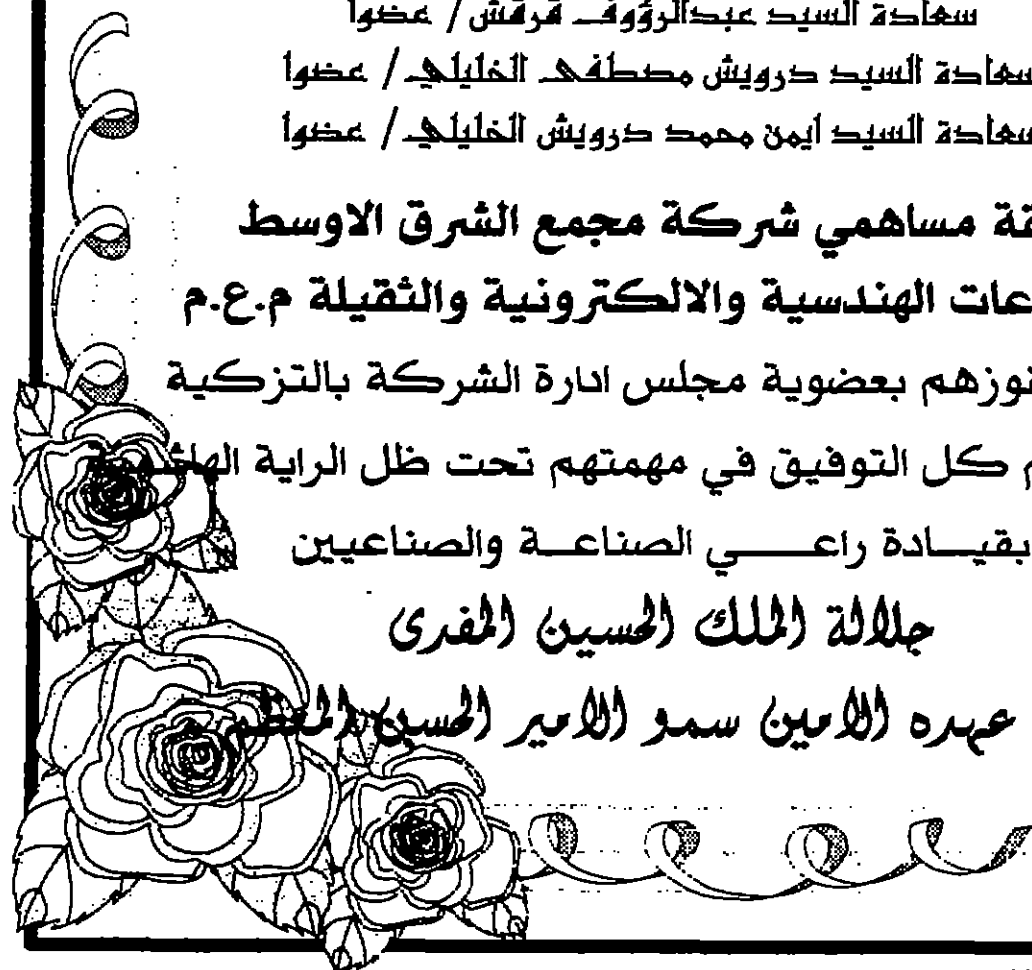 سعادة السيد عبدالرؤوف قرقش / عضوا
سعادة السيد درويش مصطفى الخليلي / عضوا
سعادة السيد ايمن محمد درويش الخليلي / عضوا
مساهمي شركة مجمع الشرق الاوسط
الهندسية والالكترونية والثقيلة م.ع.م
بعضوية مجلس ادارة الشركة بالتزكية
كل التوفيق في مهمتهم تحت ظل الراية الهاشمية
بقيادة راعي الصناعة والصناعيين
جلالة الملك الحسين المفدى
عهده الامين سمو الامير الحسن المعظم